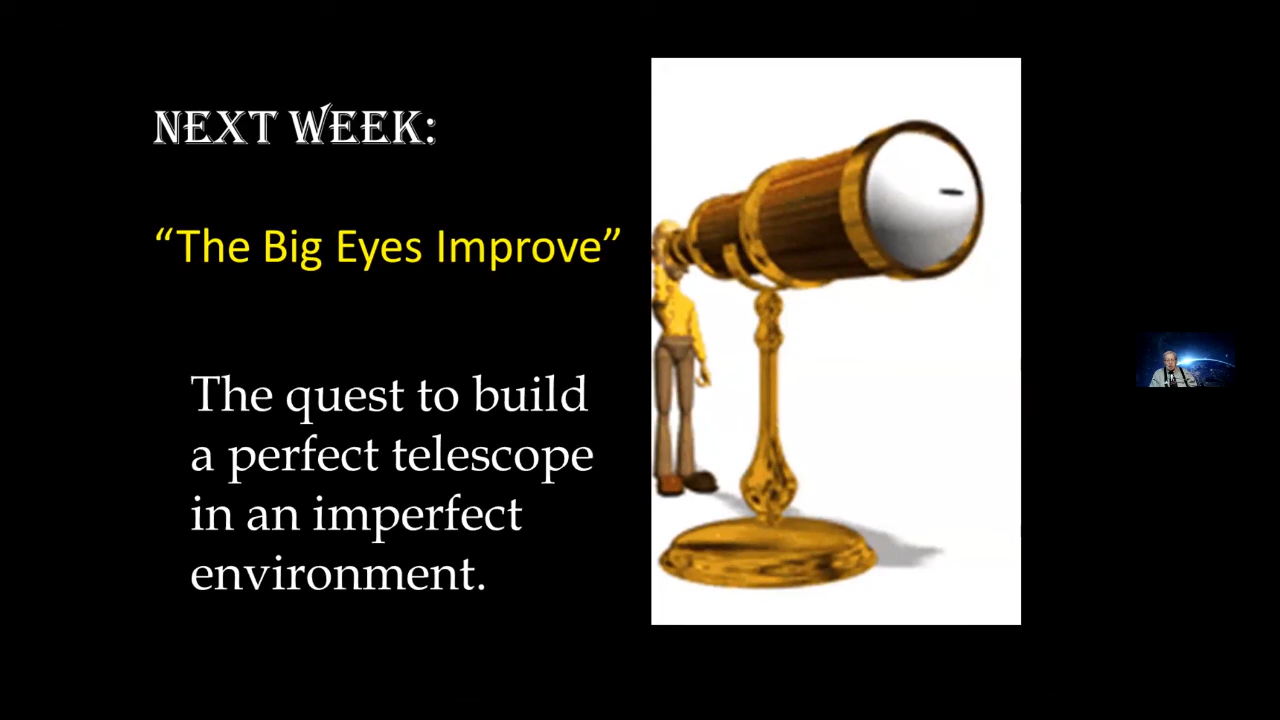 NEXT WEEK:
“The Big Eyes Improve”
The quest to build
a perfect telescope
in an imperfect
environment.